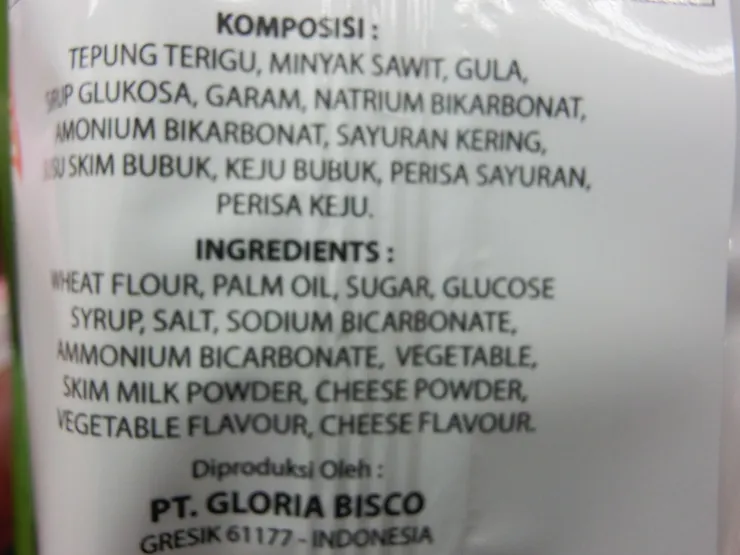 KOMPOSISI :
TEPUNG TERIGU, MINYAK SAWIT, GULA,
SIRUP GLUKOSA, GARAM, NATRIUM BIKARBONAT,
AMONIUM BIKARBONAT, SAYURAN KERING,
SUSU SKIM BUBUK, KEJU BUBUK, PERISA SAYURAN,
PERISA KEJU.
INGREDIENTS :
WHEAT FLOUR, PALM OIL, SUGAR, GLUCOSE
SYRUP, SALT, SODIUM BICARBONATE,
AMMONIUM BICARBONATE, VEGETABLE,
SKIM MILK POWDER, CHEESE POWDER,
VEGETABLE FLAVOUR, CHEESE FLAVOUR.
Diproduksi Oleh :
PT. GLORIA BISCO
GRESIK 61177 - INDONESIA